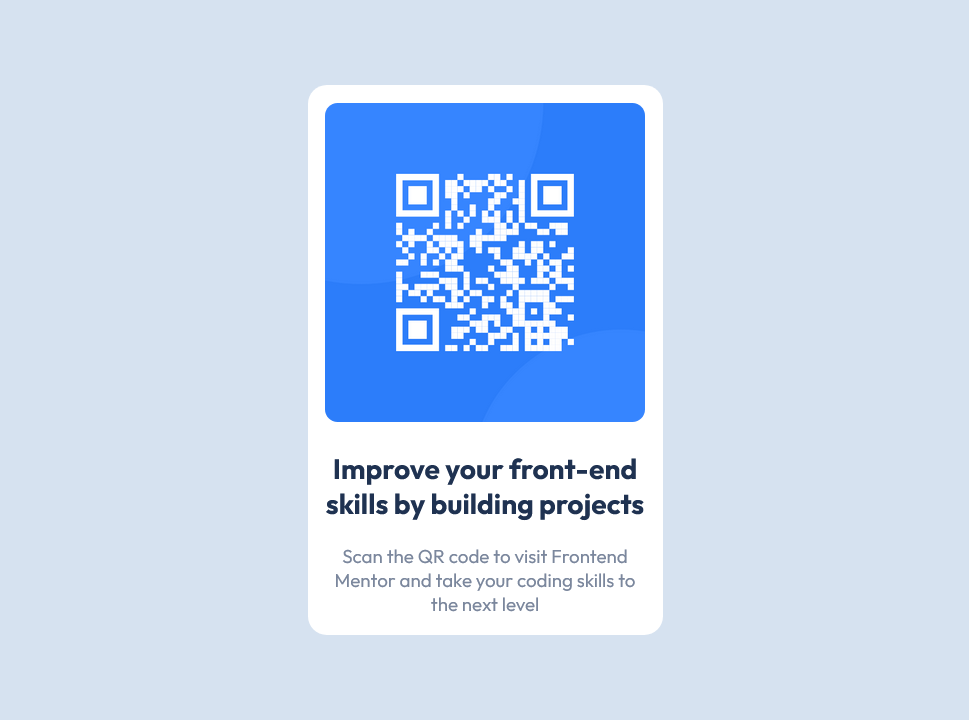 Improve your front-end
skills by building projects
Scan the QR code to visit Frontend
Mentor and take your coding skills to
the next level